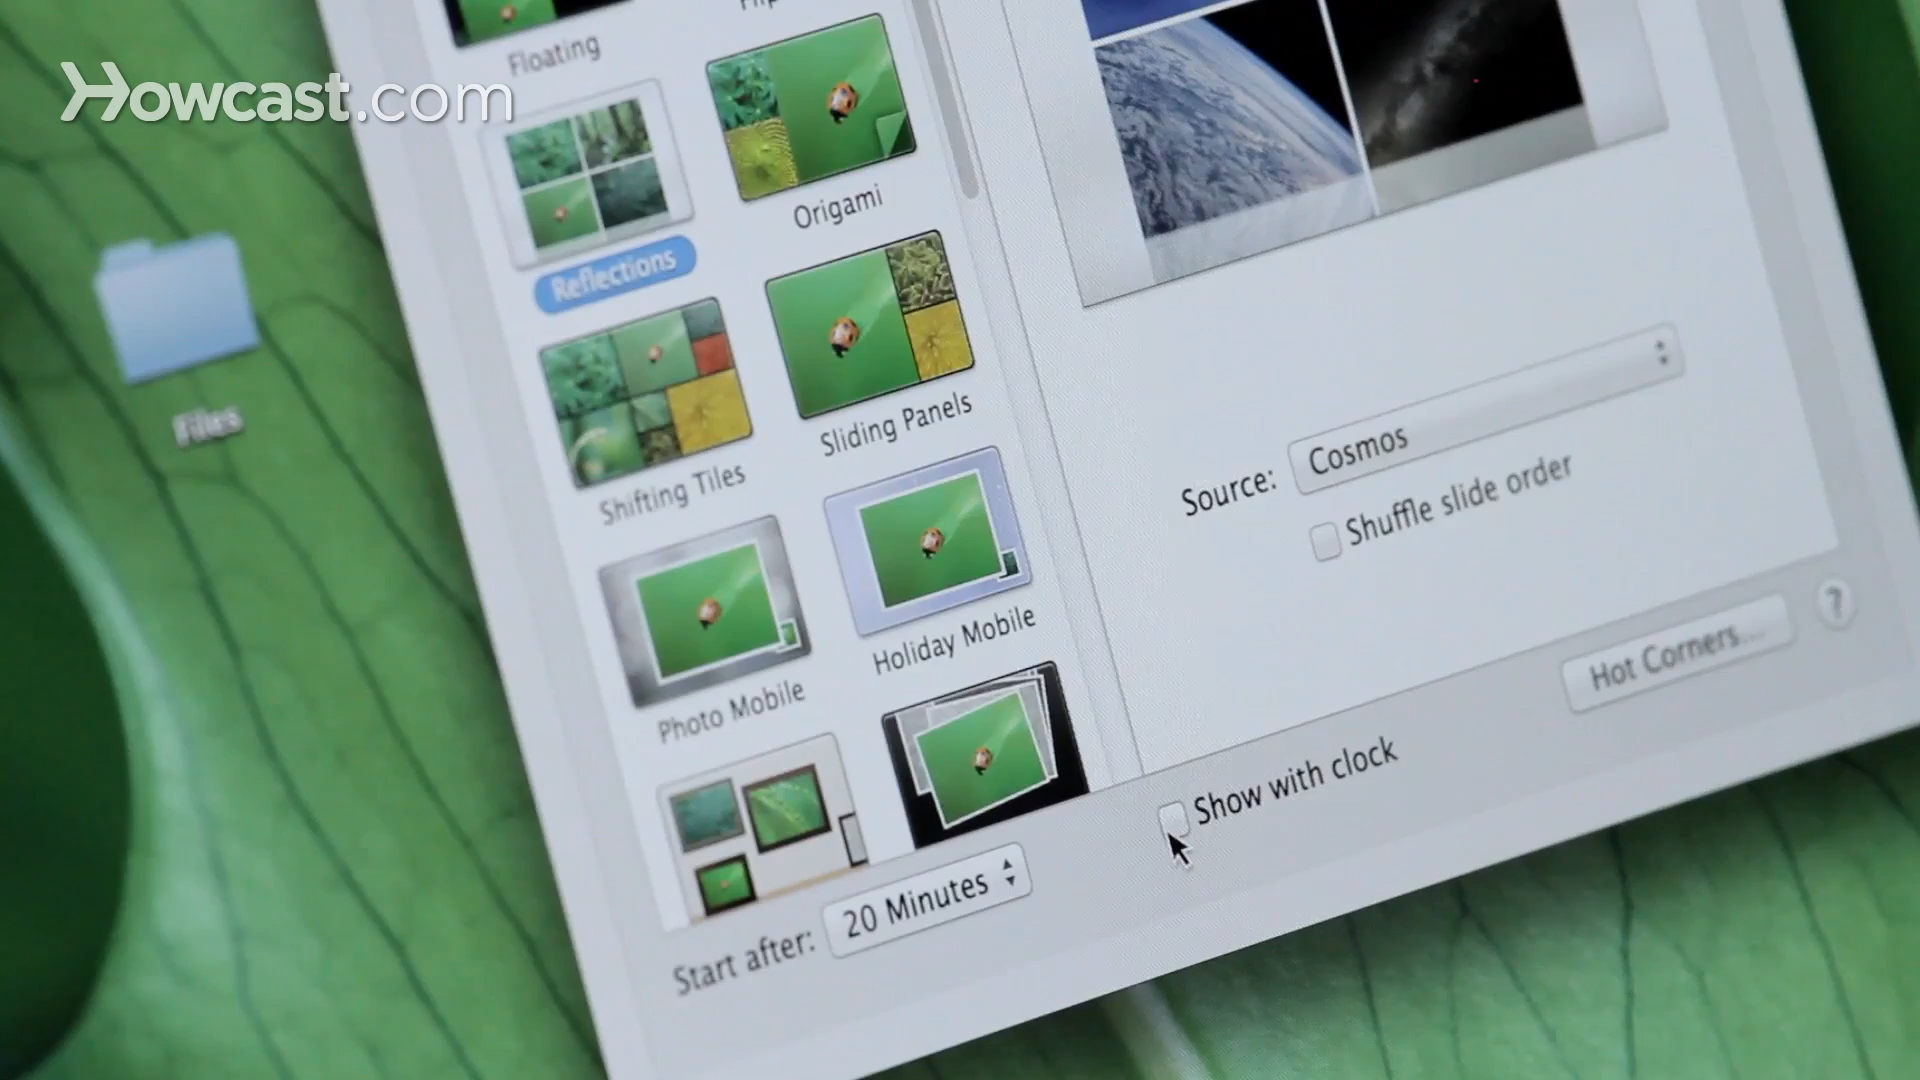 Howcast.com
Floating
Reflections
Origami
Shifting Tiles
Sliding Panels
Photo Mobile
Holiday Mobile
Files
Source: Cosmos
Shuffle slide order
Hot Corners...
?
Show with clock
Start after: 20 Minutes